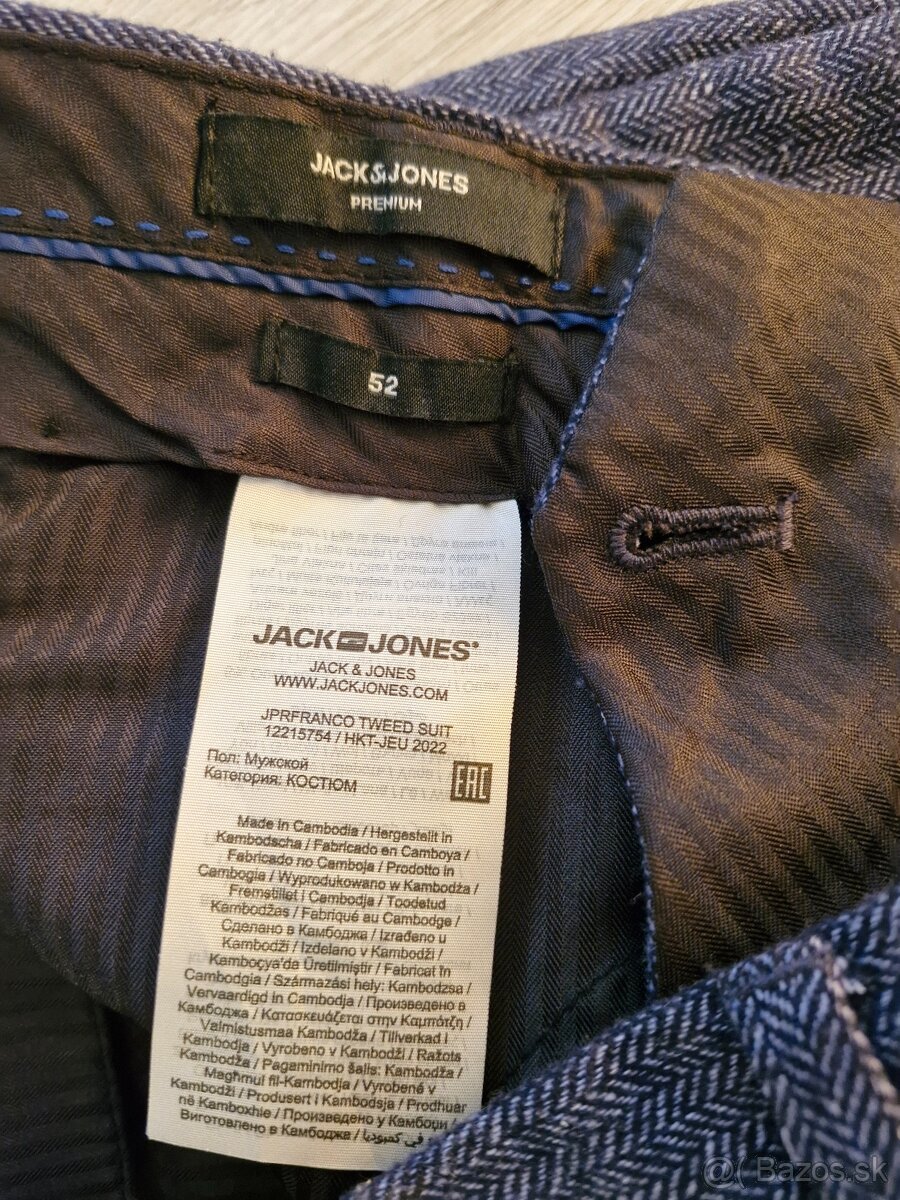 JACK&JONES
PREMIUM
52
JACK JONES®
JACK & JONES
WWW.JACKJONES.COM
JPRFRANCO TWEED SUIT
12215754 / HKT-JEU 2022
Пол: Мужской
Категория: КОСТЮМ
EAC
Made in Cambodia / Hergestellt in
Kambodscha / Fabricado en Camboya /
Fabricado no Camboja / Prodotto in
Cambogia / Wyprodukowano w Kambodża /
Fremstillet i Cambodja / Toodetud
Kambodžas / Fabriqué au Cambodge /
Сделано в Камбоджа / Izrađeno u
Kambodži / Izdelano v Kambodži /
Kamboçya'da Üretilmiştir / Fabricat în
Cambodgia / Származási hely: Kambodzsa /
Vervaardigd in Cambodja / Произведено в
Камбоджа / Κατασκευάζεται στην Καμπότζη /
Valmistusmaa Kambodža / Tillverkad i
Kambodja / Vyrobeno v Kambodži / Ražots
Kambodža / Pagaminimo šalis: Kambodža /
Magħmul fil-Kambodja / Vyrobené v
Kambodži / Produsert i Kambodsja / Prodhuar
në Kamboxhie / Произведено у Камбоџи /
Виготовлено в Камбоджа / في كمبوديا
@( Bazos.sk